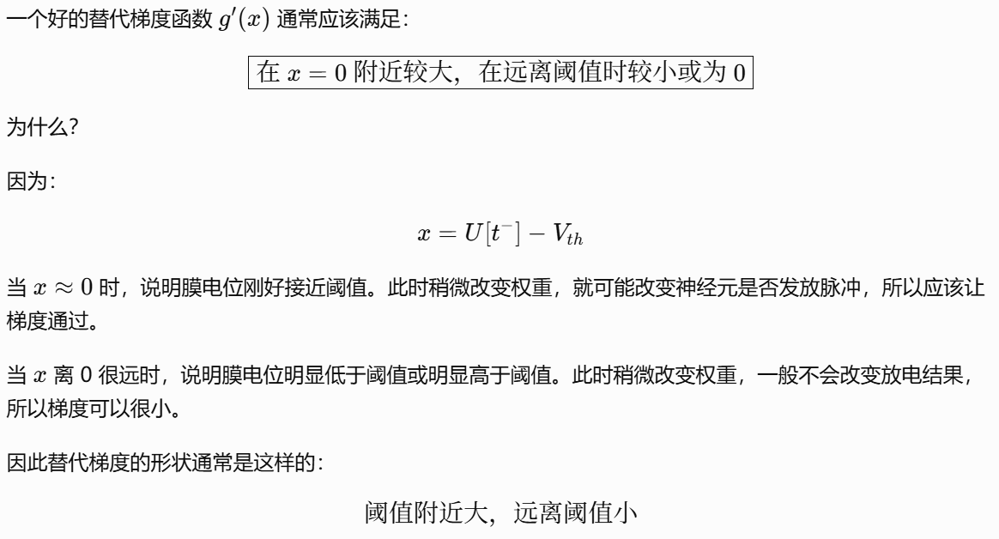 一个好的替代梯度函数 g′(x) 通常应该满足：
在 x = 0 附近较大，在远离阈值时较小或为 0
为什么？
因为：
x = U[t⁻] − V_{th}
当 x ≈ 0 时，说明膜电位刚好接近阈值。此时稍微改变权重，就可能改变神经元是否发放脉冲，所以应该让
梯度通过。
当 x 离 0 很远时，说明膜电位明显低于阈值或明显高于阈值。此时稍微改变权重，一般不会改变放电结果，
所以梯度可以很小。
因此替代梯度的形状通常是这样的：
阈值附近大，远离阈值小